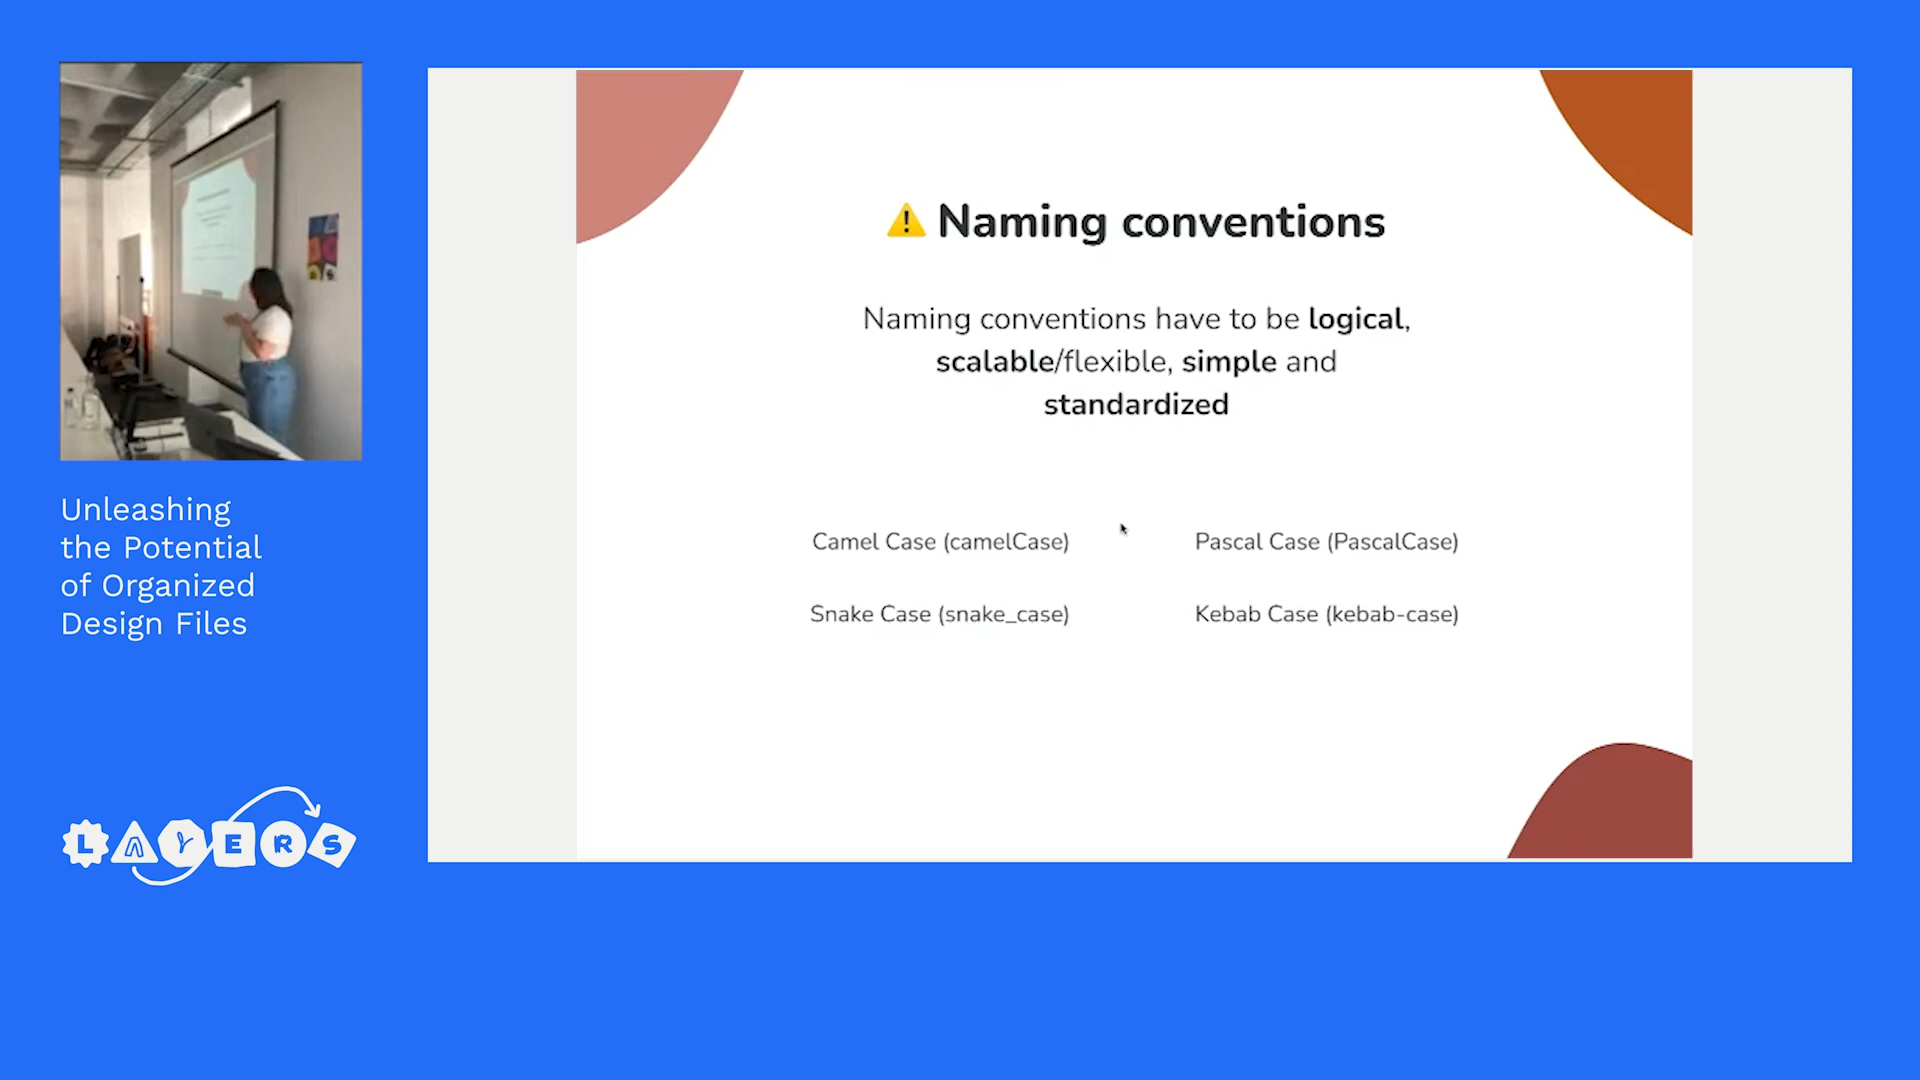 Unleashing
the Potential
of Organized
Design Files
LAYERS
⚠️ Naming conventions
Naming conventions have to be logical,
scalable/flexible, simple and
standardized
Camel Case (camelCase) Pascal Case (PascalCase)
Snake Case (snake_case) Kebab Case (kebab-case)